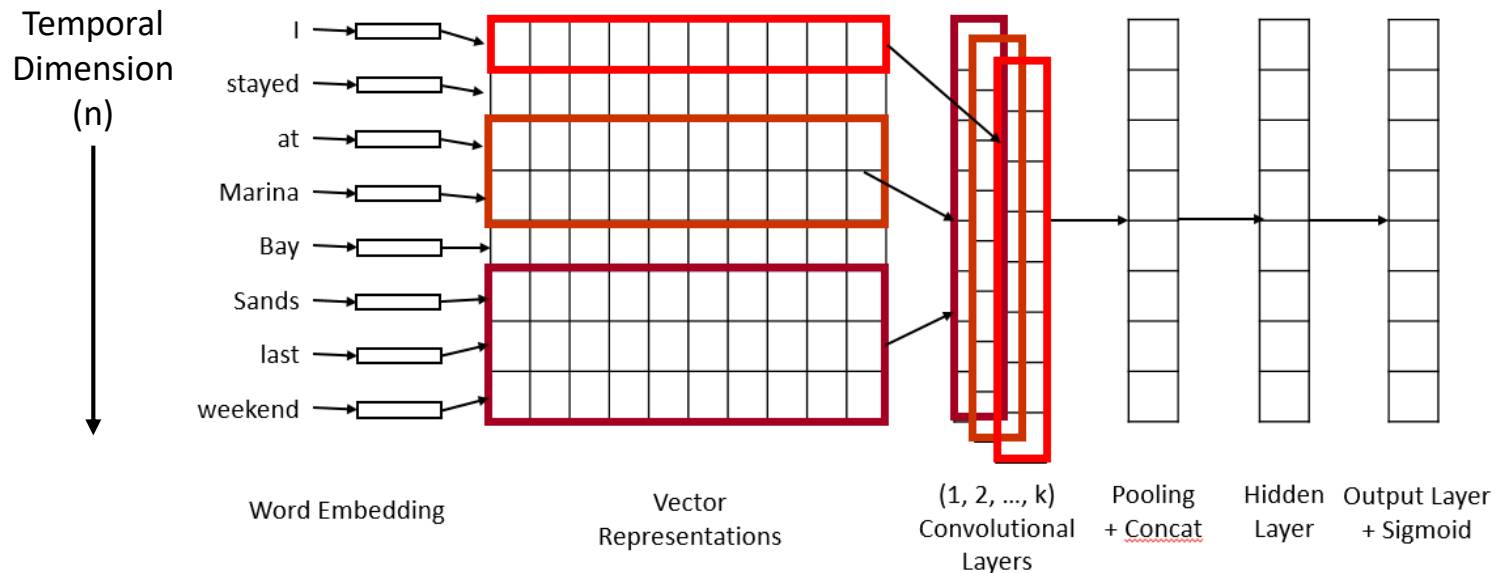 Temporal
Dimension
(n)
I
stayed
at
Marina
Bay
Sands
last
weekend
Word Embedding
Vector
Representations
(1, 2, ..., k)
Convolutional
Layers
Pooling
+ Concat
Hidden
Layer
Output Layer
+ Sigmoid